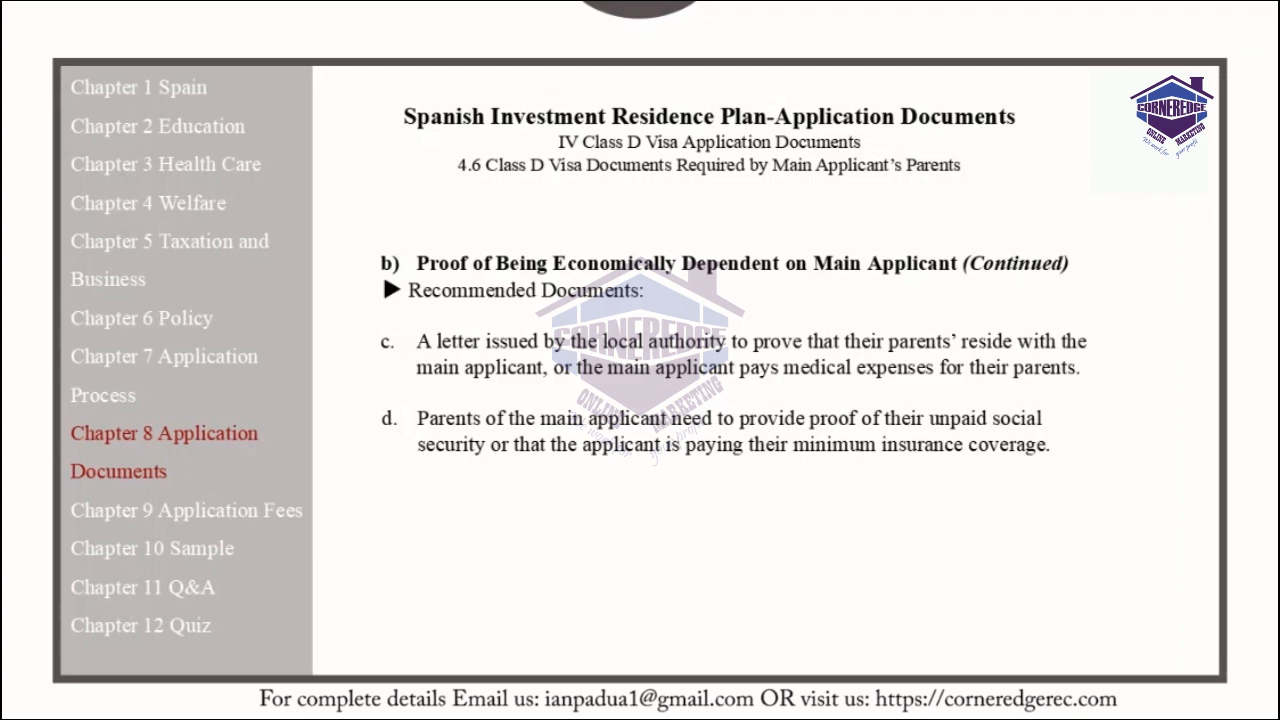 Chapter 1 Spain
Chapter 2 Education
Chapter 3 Health Care
Chapter 4 Welfare
Chapter 5 Taxation and
Business
Chapter 6 Policy
Chapter 7 Application
Process
Chapter 8 Application
Documents
Chapter 9 Application Fees
Chapter 10 Sample
Chapter 11 Q&A
Chapter 12 Quiz
CORNEREDGE
ONLINE MARKETING
Spanish Investment Residence Plan-Application Documents
IV Class D Visa Application Documents
4.6 Class D Visa Documents Required by Main Applicant's Parents
b) Proof of Being Economically Dependent on Main Applicant (Continued)
▶ Recommended Documents:
c. A letter issued by the local authority to prove that their parents' reside with the
main applicant, or the main applicant pays medical expenses for their parents.
d. Parents of the main applicant need to provide proof of their unpaid social
security or that the applicant is paying their minimum insurance coverage.
CORNEREDGE
ONLINE MARKETING
For complete details Email us: ianpadua1@gmail.com OR visit us: https://corneredgerec.com